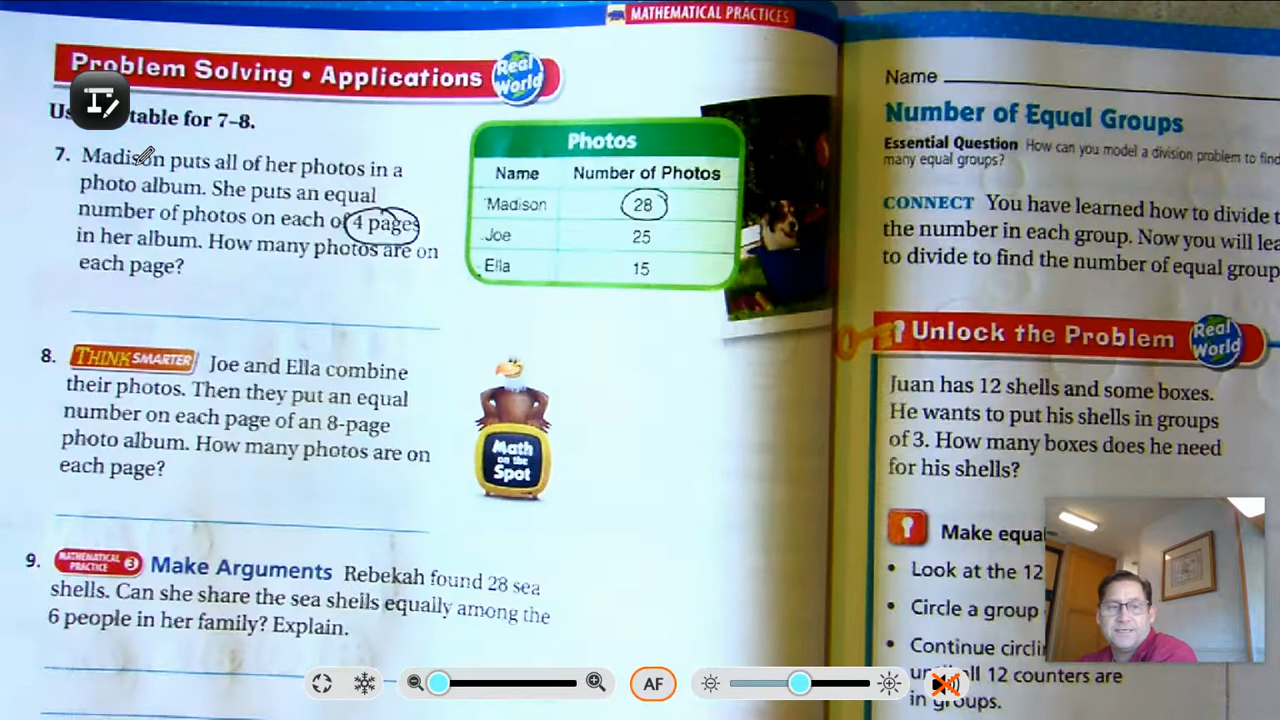 MATHEMATICAL PRACTICES
Problem Solving • Applications
Real World
table for 7–8.
7. Madison puts all of her photos in a
photo album. She puts an equal
number of photos on each of 4 pages
in her album. How many photos are on
each page?
Photos
Name Number of Photos
Madison 28
Joe 25
Ella 15
8. THINK SMARTER Joe and Ella combine
their photos. Then they put an equal
number on each page of an 8-page
photo album. How many photos are on
each page?
Math
on the
Spot
9. MATHEMATICAL PRACTICE 3 Make Arguments Rebekah found 28 sea
shells. Can she share the sea shells equally among the
6 people in her family? Explain.
Name
Number of Equal Groups
Essential Question How can you model a division problem to find
many equal groups?
CONNECT You have learned how to divide t
the number in each group. Now you will lea
to divide to find the number of equal group
Unlock the Problem
Real World
Juan has 12 shells and some boxes.
He wants to put his shells in groups
of 3. How many boxes does he need
for his shells?
Make equa
• Look at the 12
• Circle a group
• Continue circli
all 12 counters are
in groups.
AF